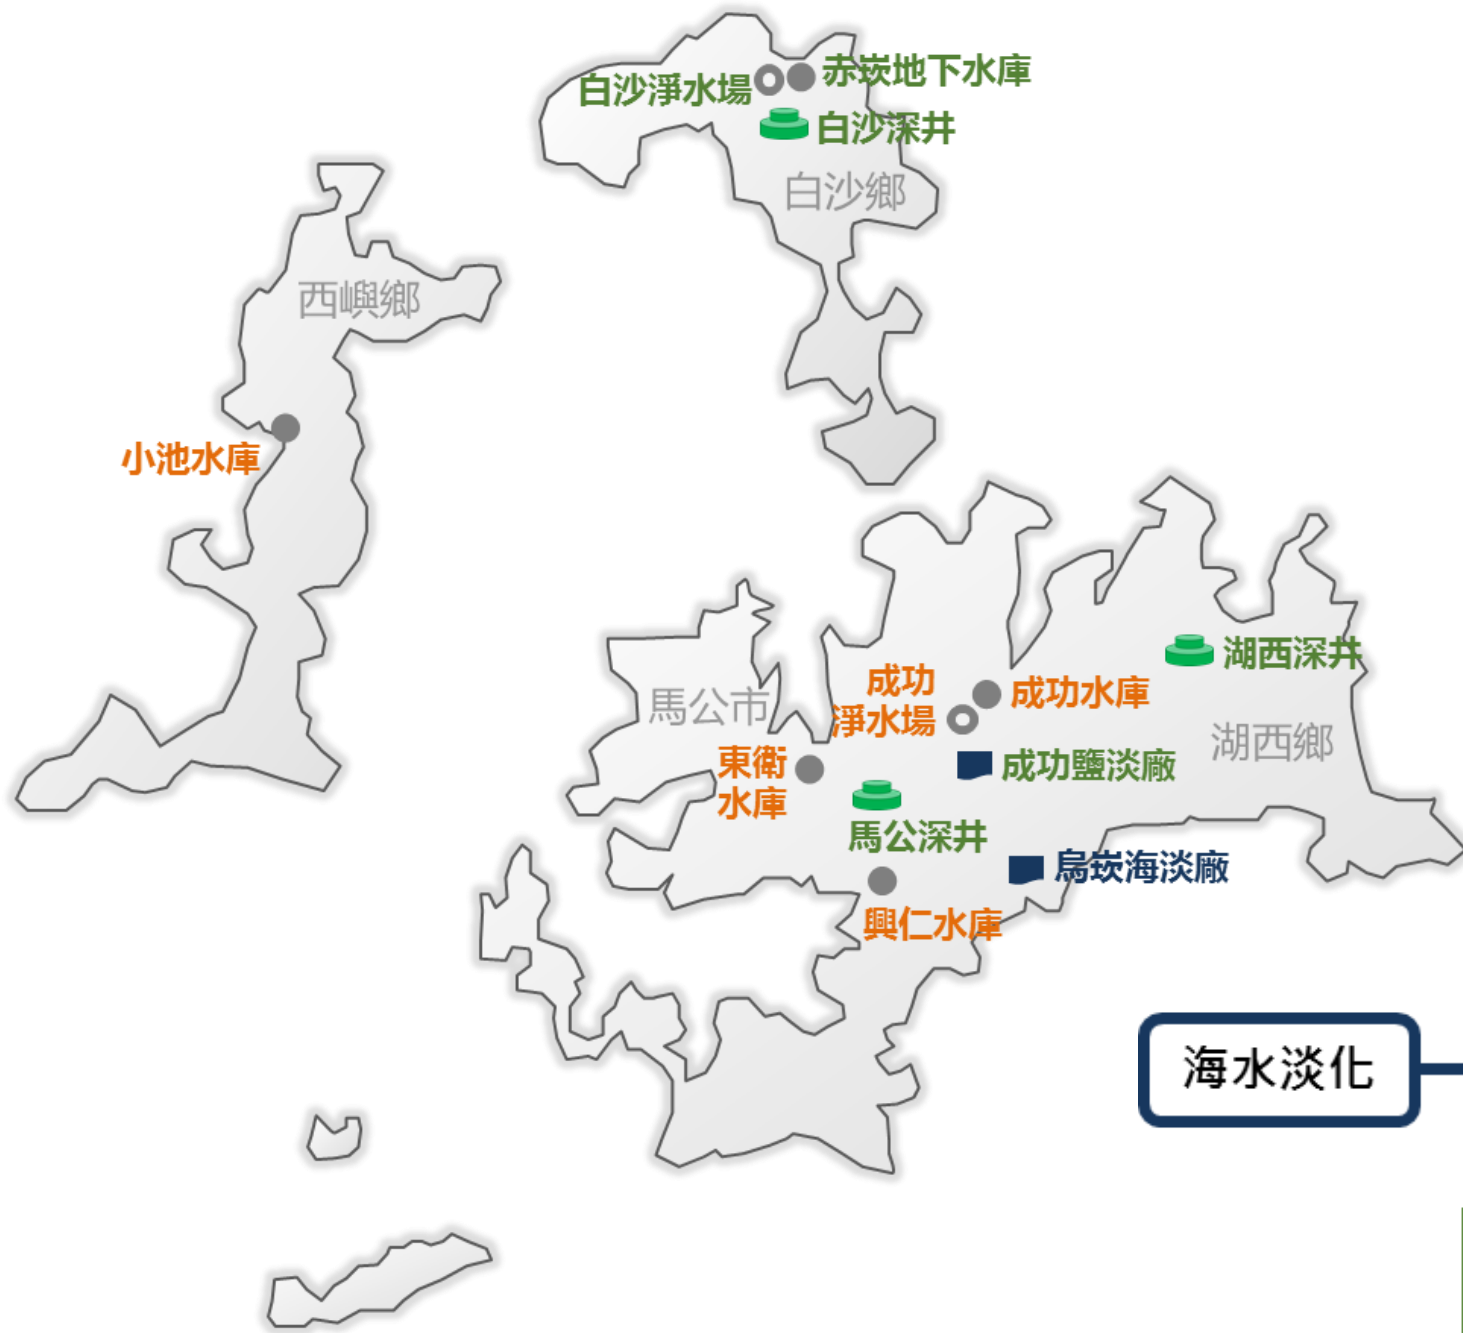 赤崁地下水庫
白沙淨水場
白沙深井
白沙鄉
西嶼鄉
小池水庫
湖西深井
成功
淨水場
成功水庫
馬公市
湖西鄉
東衛
水庫
成功鹽淡廠
馬公深井
烏崁海淡廠
興仁水庫
海水淡化